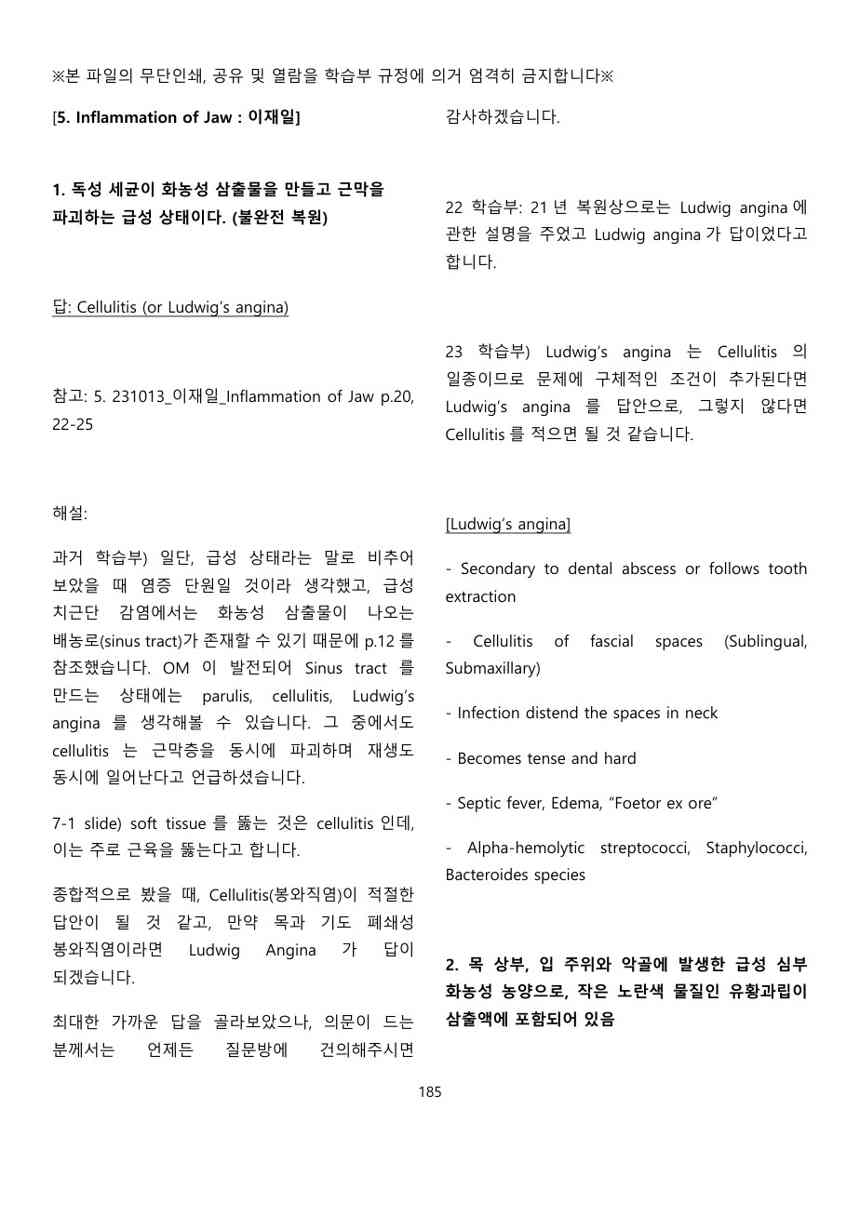 ※본 파일의 무단인쇄, 공유 및 열람을 학습부 규정에 의거 엄격히 금지합니다※
[5. Inflammation of Jaw : 이재일]
1. 독성 세균이 화농성 삼출물을 만들고 근막을
파괴하는 급성 상태이다. (불완전 복원)
답: Cellulitis (or Ludwig’s angina)
참고: 5. 231013_이재일_Inflammation of Jaw p.20,
22-25
해설:
과거 학습부) 일단, 급성 상태라는 말로 비추어
보았을 때 염증 단원일 것이라 생각했고, 급성
치근단 감염에서는 화농성 삼출물이 나오는
배농로(sinus tract)가 존재할 수 있기 때문에 p.12 를
참조했습니다. OM 이 발전되어 Sinus tract 를
만드는 상태에는 parulis, cellulitis, Ludwig’s
angina 를 생각해볼 수 있습니다. 그 중에서도
cellulitis 는 근막층을 동시에 파괴하며 재생도
동시에 일어난다고 언급하셨습니다.
7-1 slide) soft tissue 를 뚫는 것은 cellulitis 인데,
이는 주로 근육을 뚫는다고 합니다.
종합적으로 봤을 때, Cellulitis(봉와직염)이 적절한
답안이 될 것 같고, 만약 목과 기도 폐쇄성
봉와직염이라면 Ludwig Angina 가 답이
되겠습니다.
최대한 가까운 답을 골라보았으나, 의문이 드는
분께서는 언제든 질문방에 건의해주시면
감사하겠습니다.
22 학습부: 21 년 복원상으로는 Ludwig angina 에
관한 설명을 주었고 Ludwig angina 가 답이었다고
합니다.
23 학습부) Ludwig’s angina 는 Cellulitis 의
일종이므로 문제에 구체적인 조건이 추가된다면
Ludwig’s angina 를 답안으로, 그렇지 않다면
Cellulitis 를 적으면 될 것 같습니다.
[Ludwig’s angina]
- Secondary to dental abscess or follows tooth
extraction
- Cellulitis of fascial spaces (Sublingual,
Submaxillary)
- Infection distend the spaces in neck
- Becomes tense and hard
- Septic fever, Edema, “Foetor ex ore”
- Alpha-hemolytic streptococci, Staphylococci,
Bacteroides species
2. 목 상부, 입 주위와 악골에 발생한 급성 심부
화농성 농양으로, 작은 노란색 물질인 유황과립이
삼출액에 포함되어 있음
185